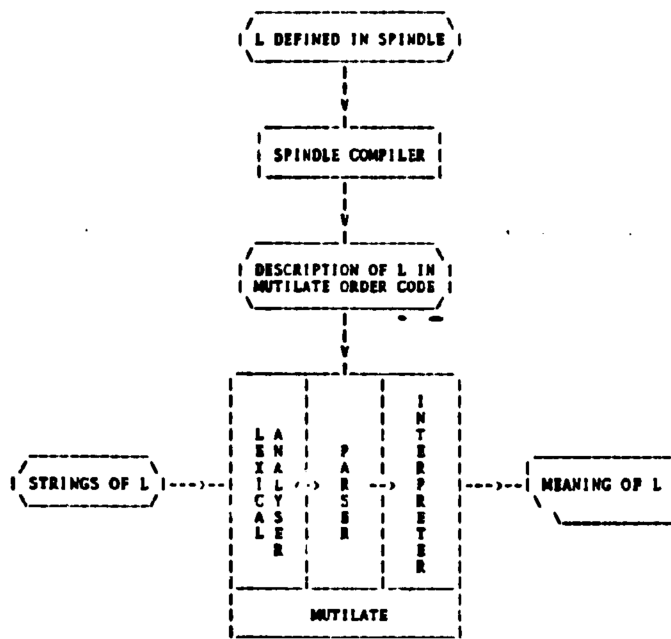 L DEFINED IN SPINDLE
SPINDLE COMPILER
DESCRIPTION OF L IN
MUTILATE ORDER CODE
STRINGS OF L
LEXICAL
ANALYSER
PARSER
INTERPRETER
MEANING OF L
MUTILATE